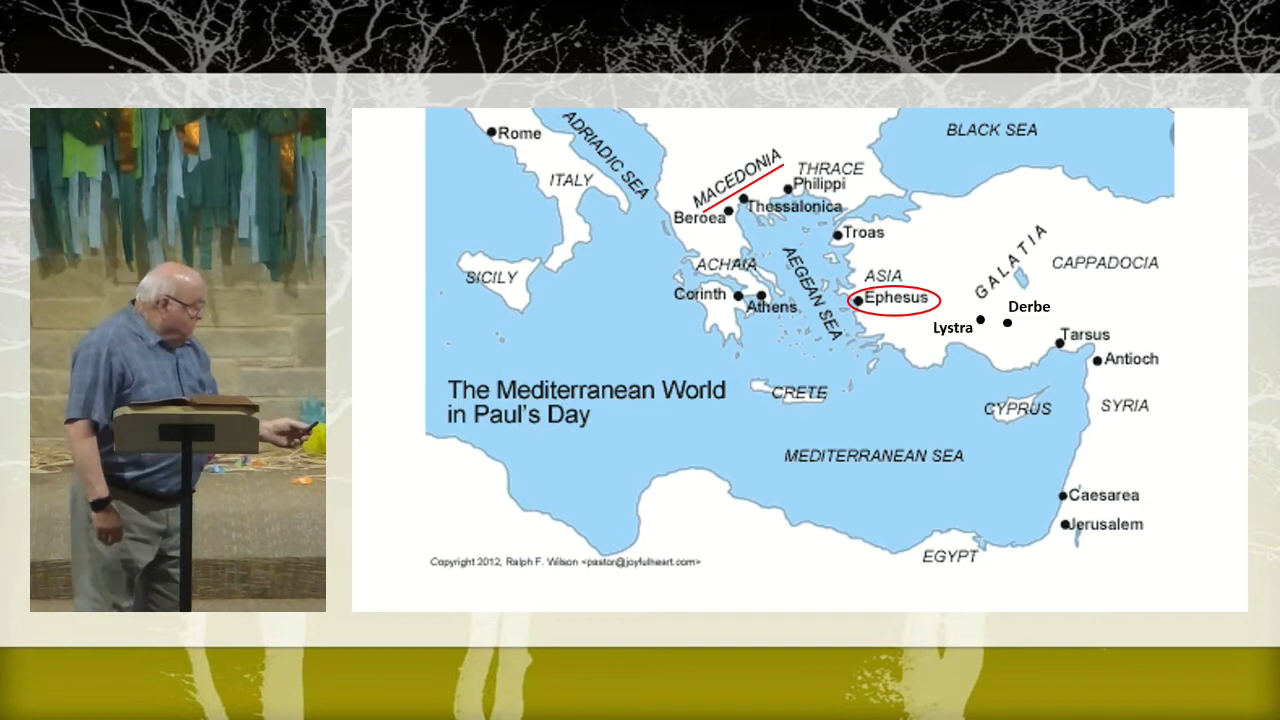 Rome
ADRIADIC SEA
BLACK SEA
ITALY
MACEDONIA
THRACE
Philippi
Thessalonica
Beroea
Troas
SICILY
ACHAIA
AEGEAN SEA
ASIA
GALATIA
CAPPADOCIA
Corinth
Athens
Ephesus
Derbe
Lystra
Tarsus
Antioch
The Mediterranean World
in Paul's Day
CRETE
CYPRUS
SYRIA
MEDITERRANEAN SEA
Caesarea
Jerusalem
EGYPT
Copyright 2012, Ralph F. Wilson <pastor@joyfulheart.com>